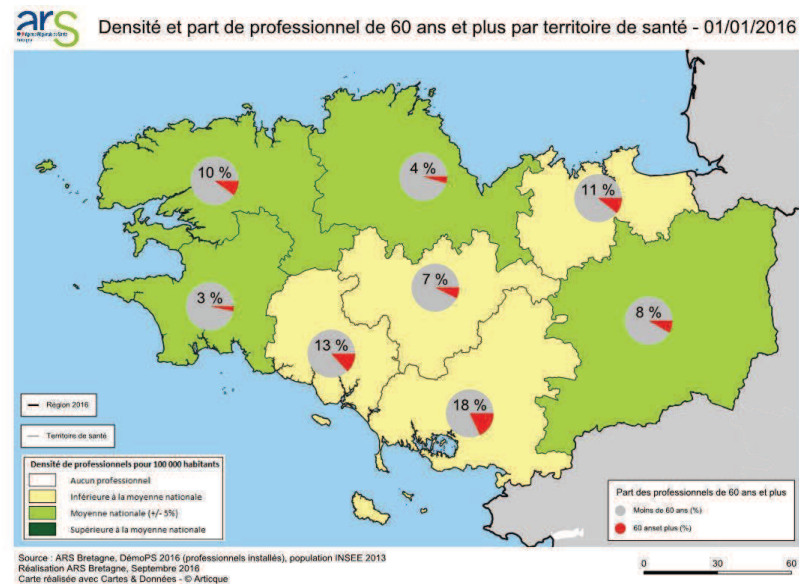 ars
Densité et part de professionnel de 60 ans et plus par territoire de santé - 01/01/2016
10 %
4 %
11 %
3 %
7 %
8 %
13 %
18 %
Région 2016
Territoire de santé
Densité de professionnels pour 100 000 habitants
Aucun professionnel
Inférieure à la moyenne nationale
Moyenne nationale (+/- 5%)
Supérieure à la moyenne nationale
Part des professionnels de 60 ans et plus
Moins de 60 ans (%)
60 anset plus (%)
Source : ARS Bretagne, DémoPS 2016 (professionnels installés), population INSEE 2013
Réalisation ARS Bretagne, Septembre 2016
Carte réalisée avec Cartes & Données - © Articque
0 30 60